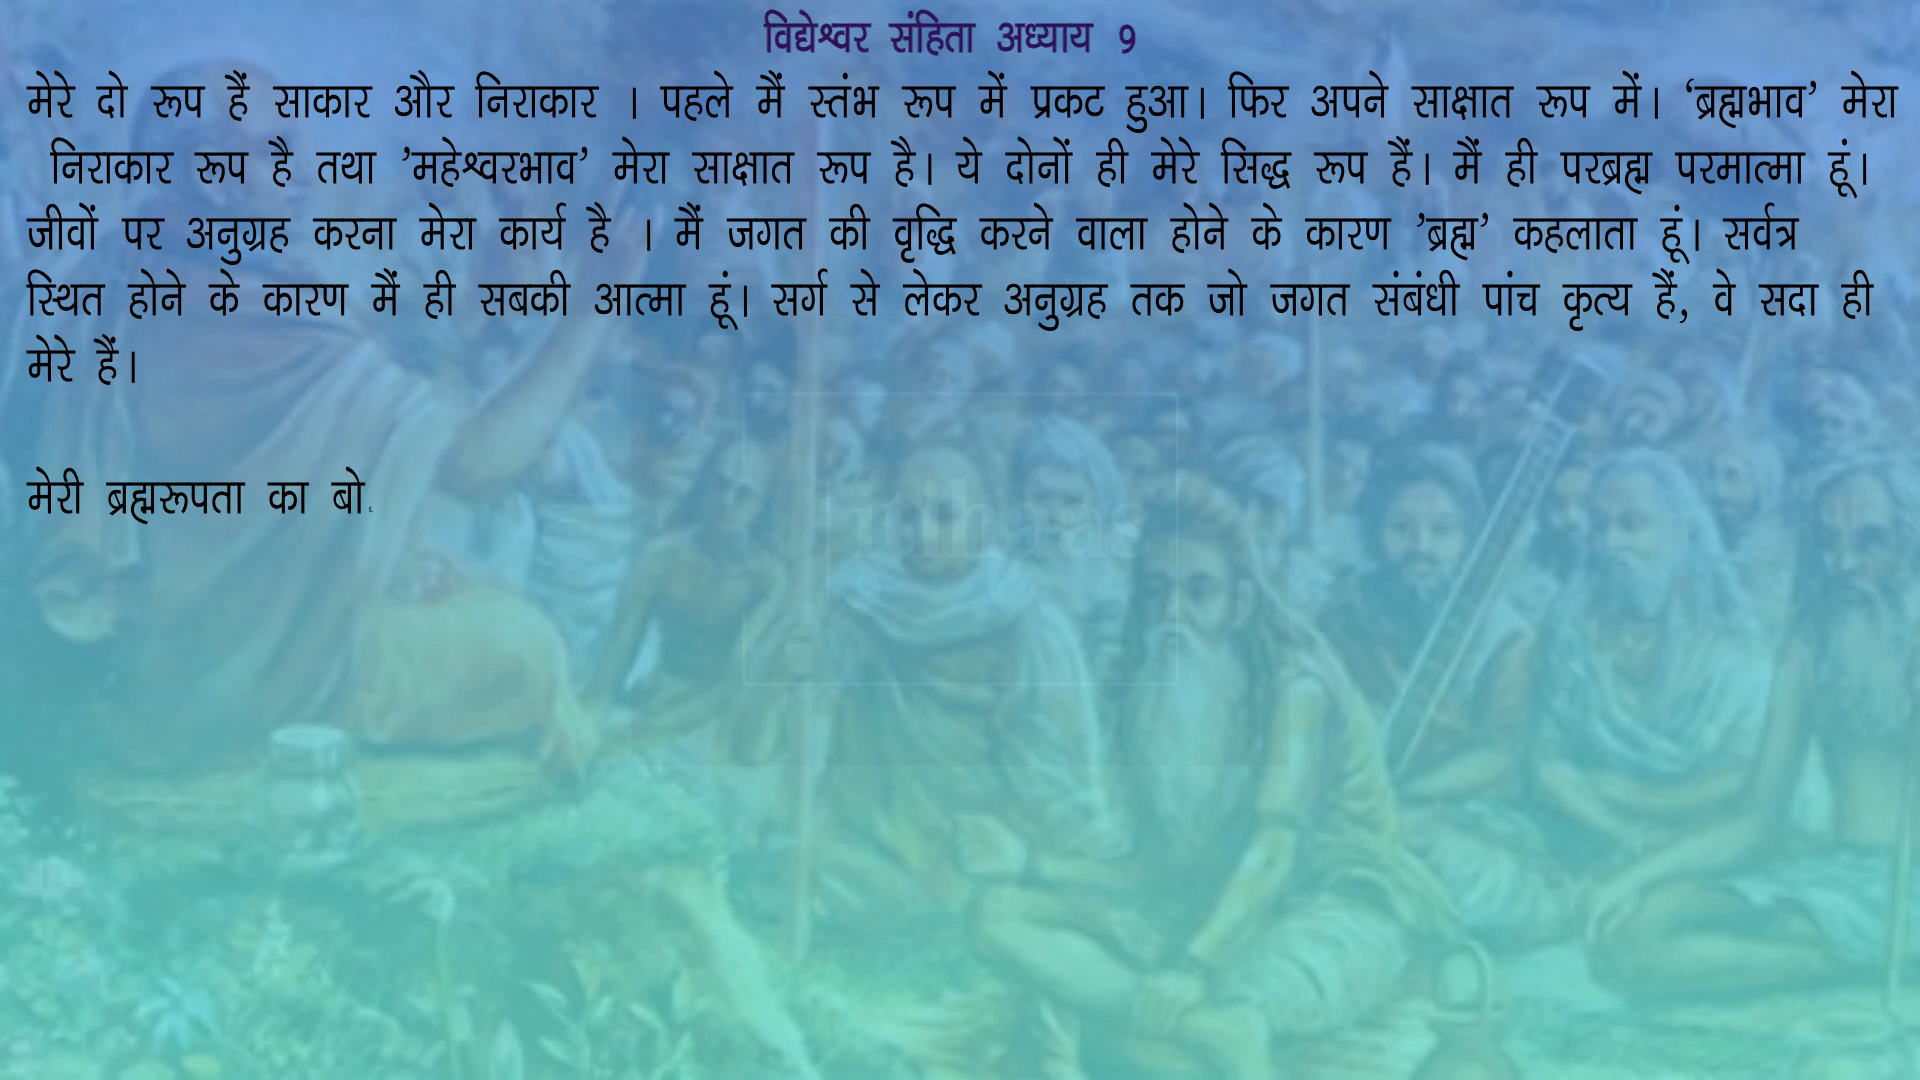 विद्येश्वर संहिता अध्याय 9
मेरे दो रूप हैं साकार और निराकार । पहले मैं स्तंभ रूप में प्रकट हुआ। फिर अपने साक्षात रूप में। ‘ब्रह्मभाव’ मेरा
निराकार रूप है तथा ’महेश्वरभाव’ मेरा साक्षात रूप है। ये दोनों ही मेरे सिद्ध रूप हैं। मैं ही परब्रह्म परमात्मा हूं।
जीवों पर अनुग्रह करना मेरा कार्य है । मैं जगत की वृद्धि करने वाला होने के कारण ’ब्रह्म’ कहलाता हूं। सर्वत्र
स्थित होने के कारण मैं ही सबकी आत्मा हूं। सर्ग से लेकर अनुग्रह तक जो जगत संबंधी पांच कृत्य हैं, वे सदा ही
मेरे हैं।
मेरी ब्रह्मरूपता का बो
itihaas